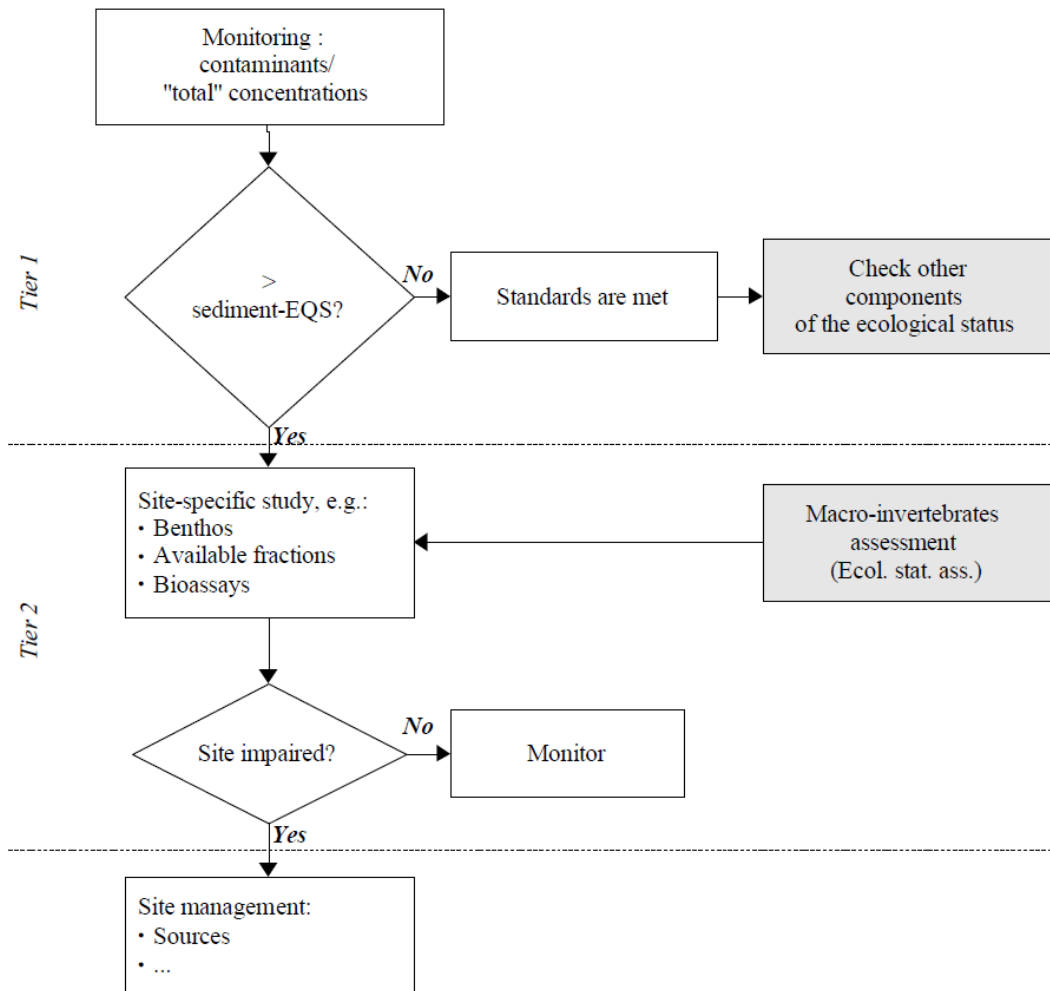 Monitoring :
contaminants/
"total" concentrations
Tier 1
>
sediment-EQS?
No
Standards are met
Check other
components
of the ecological status
Yes
Tier 2
Site-specific study, e.g.:
· Benthos
· Available fractions
· Bioassays
Macro-invertebrates
assessment
(Ecol. stat. ass.)
Site impaired?
No
Monitor
Yes
Site management:
· Sources
· ...